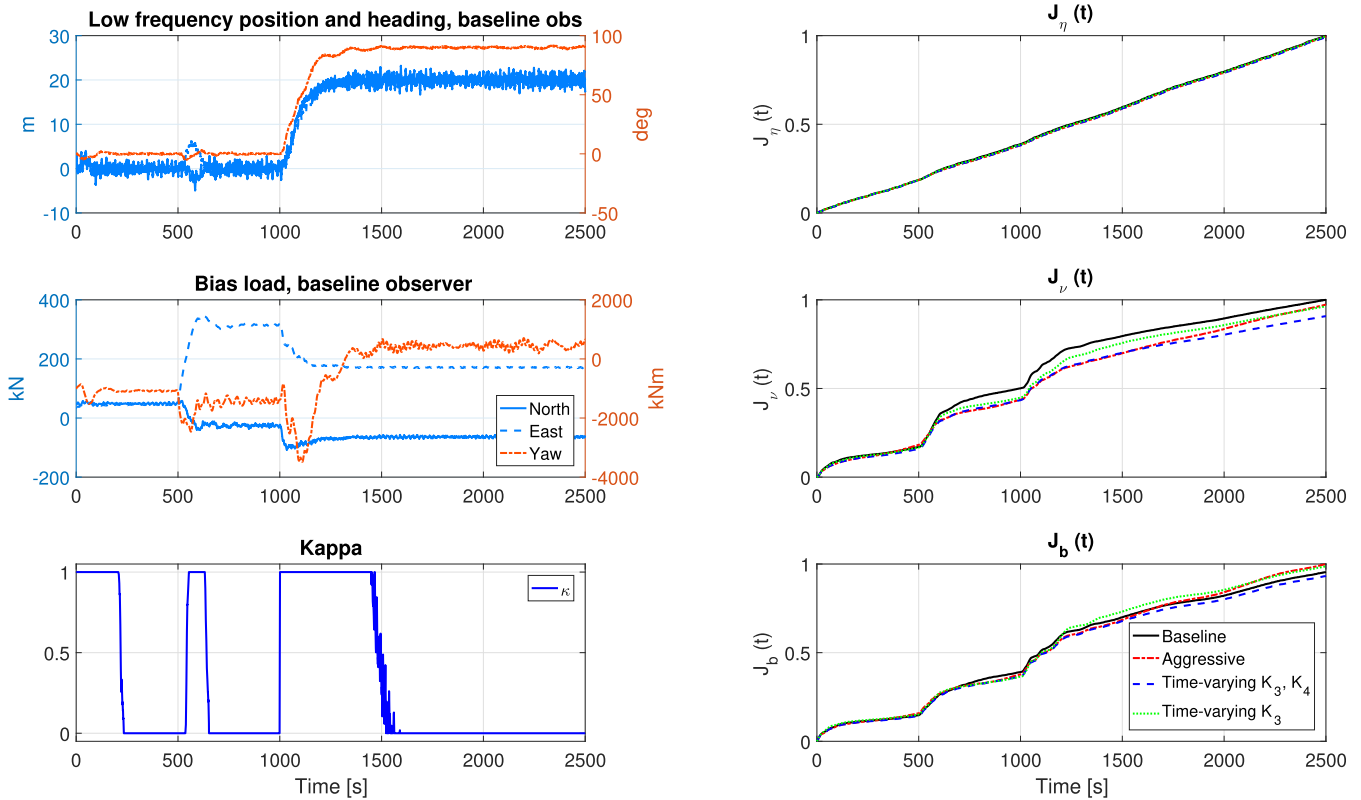 Low frequency position and heading, baseline obs
m
30
20
10
0
-10
100
50
0
-50
deg
0 500 1000 1500 2000 2500
J_η (t)
J_η (t)
1
0.5
0
0 500 1000 1500 2000 2500
Bias load, baseline observer
kN
400
200
0
-200
2000
0
-2000
-4000
kNm
North
East
Yaw
0 500 1000 1500 2000 2500
J_ν (t)
J_ν (t)
1
0.5
0
0 500 1000 1500 2000 2500
Kappa
1
0.5
0
κ
0 500 1000 1500 2000 2500
Time [s]
J_b (t)
J_b (t)
1
0.5
0
Baseline
Aggressive
Time-varying K_3, K_4
Time-varying K_3
0 500 1000 1500 2000 2500
Time [s]